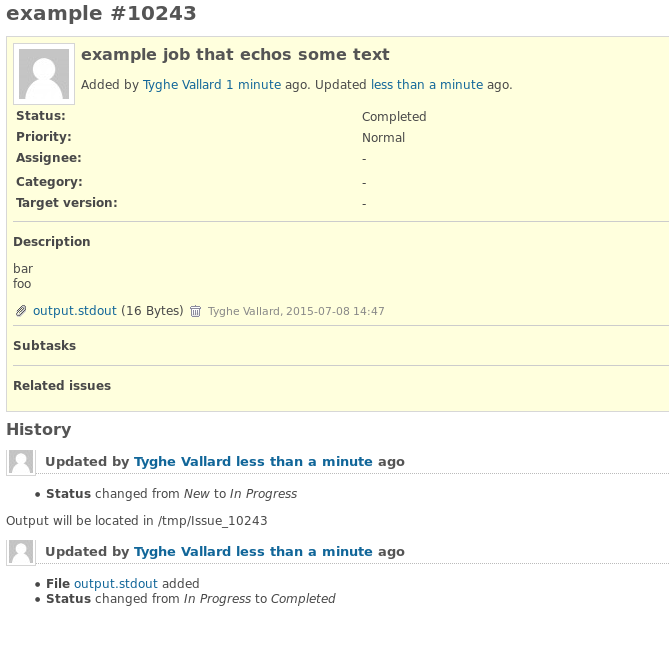 example #10243
example job that echos some text
Added by Tyghe Vallard 1 minute ago. Updated less than a minute ago.
Status: Completed
Priority: Normal
Assignee: -
Category: -
Target version: -
Description
bar
foo
output.stdout (16 Bytes) Tyghe Vallard, 2015-07-08 14:47
Subtasks
Related issues
History
Updated by Tyghe Vallard less than a minute ago
• Status changed from New to In Progress
Output will be located in /tmp/Issue_10243
Updated by Tyghe Vallard less than a minute ago
• File output.stdout added
• Status changed from In Progress to Completed